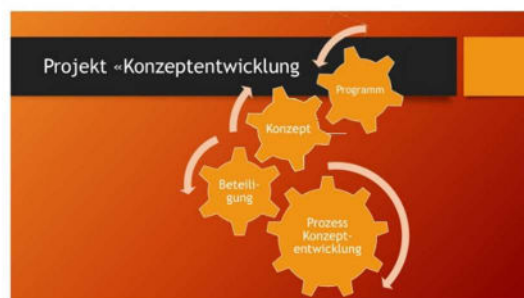 Projekt «Konzeptentwicklung
Programm
Konzept
Beteili-
gung
Prozess
Konzept-
entwicklung